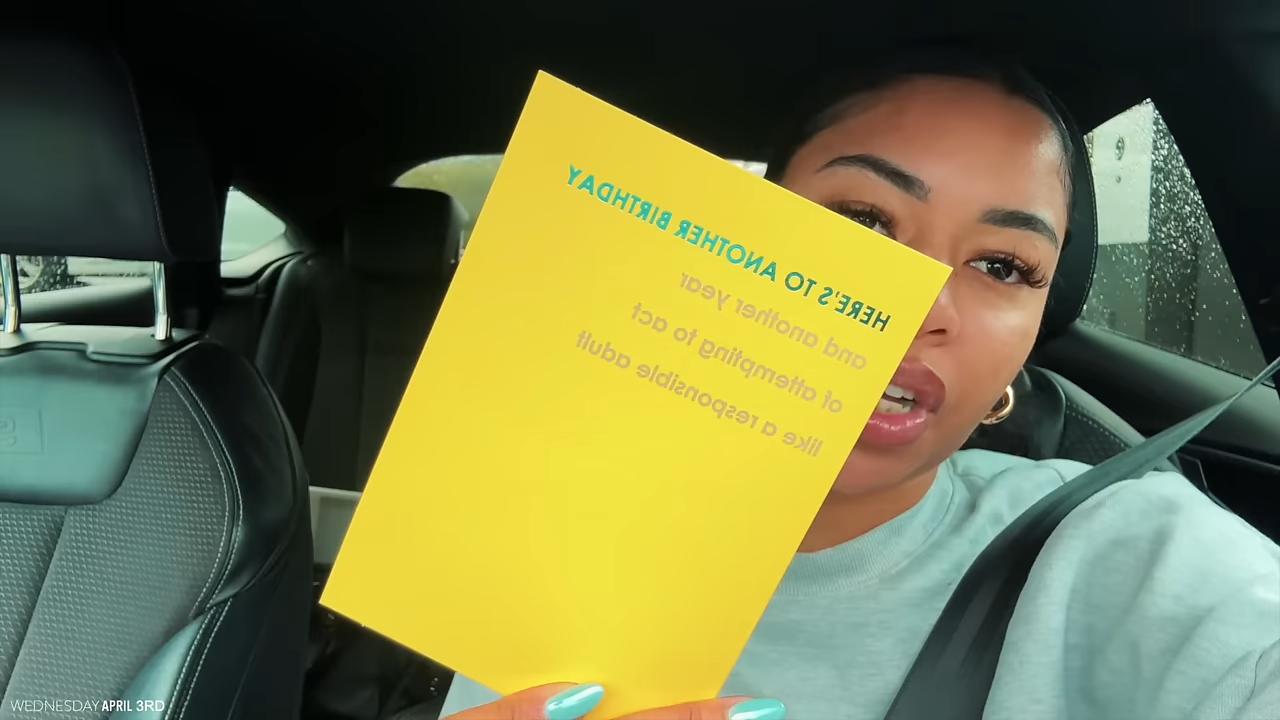 HERE'S TO ANOTHER BIRTHDAY
and another year
of attempting to act
like a responsible adult
WEDNESDAY APRIL 3RD